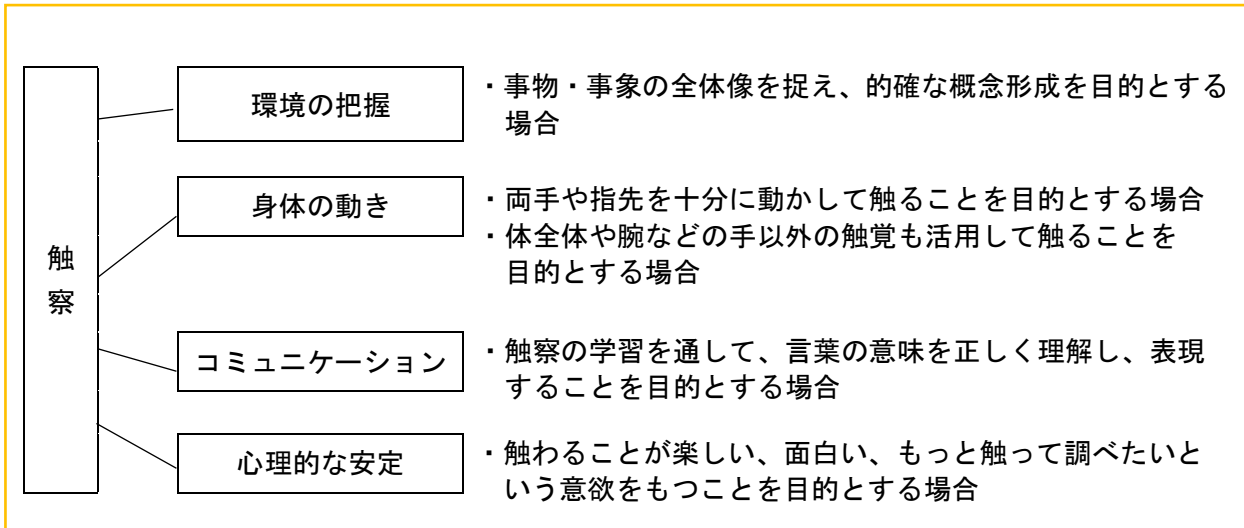 触察
環境の把握
・事物・事象の全体像を捉え、的確な概念形成を目的とする
場合
身体の動き
・両手や指先を十分に動かして触ることを目的とする場合
・体全体や腕などの手以外の触覚も活用して触ることを
目的とする場合
コミュニケーション
・触察の学習を通して、言葉の意味を正しく理解し、表現
することを目的とする場合
心理的な安定
・触わることが楽しい、面白い、もっと触って調べたいと
いう意欲をもつことを目的とする場合